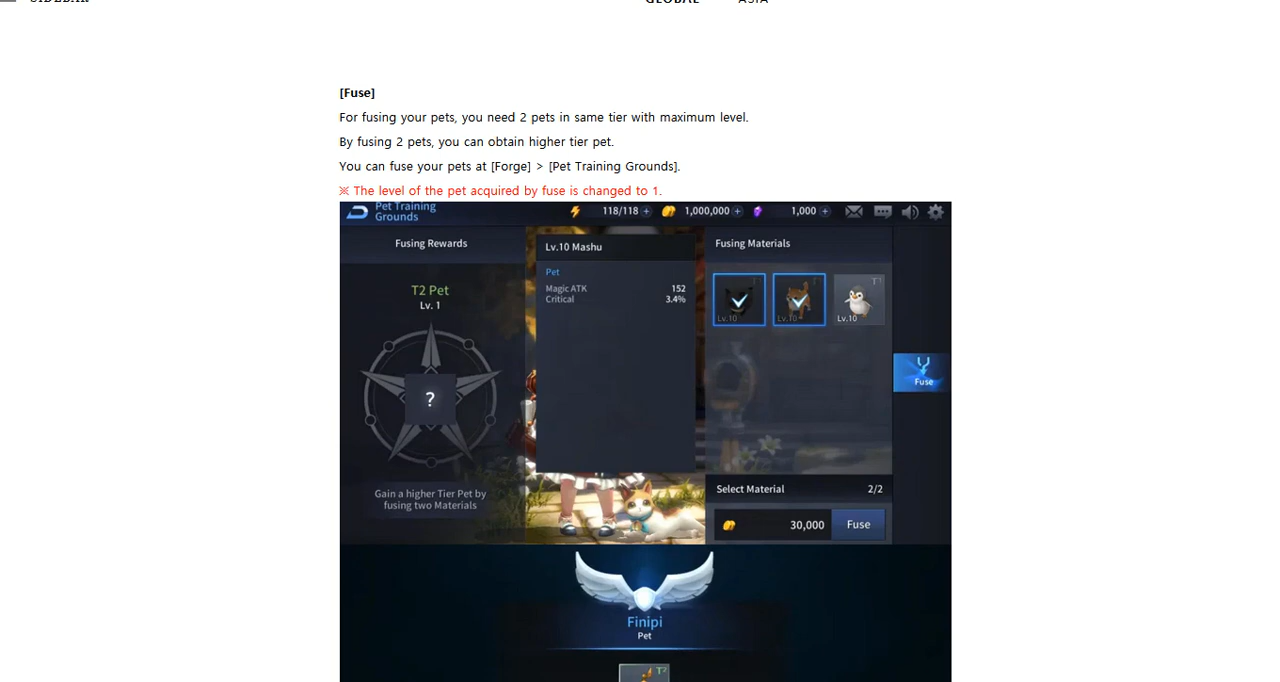 SIDEBAR
GLOBAL ASIA
[Fuse]
For fusing your pets, you need 2 pets in same tier with maximum level.
By fusing 2 pets, you can obtain higher tier pet.
You can fuse your pets at [Forge] > [Pet Training Grounds].
※ The level of the pet acquired by fuse is changed to 1.
Pet Training
Grounds
118/118 + 1,000,000 + 1,000 +
Fusing Rewards
T2 Pet
Lv. 1
?
Gain a higher Tier Pet by
fusing two Materials
Lv.10 Mashu
Pet
Magic ATK 152
Critical 3.4%
Fusing Materials
T1
Lv.10 Lv.10 Lv.10
Fuse
Select Material 2/2
30,000 Fuse
Finipi
Pet
T2